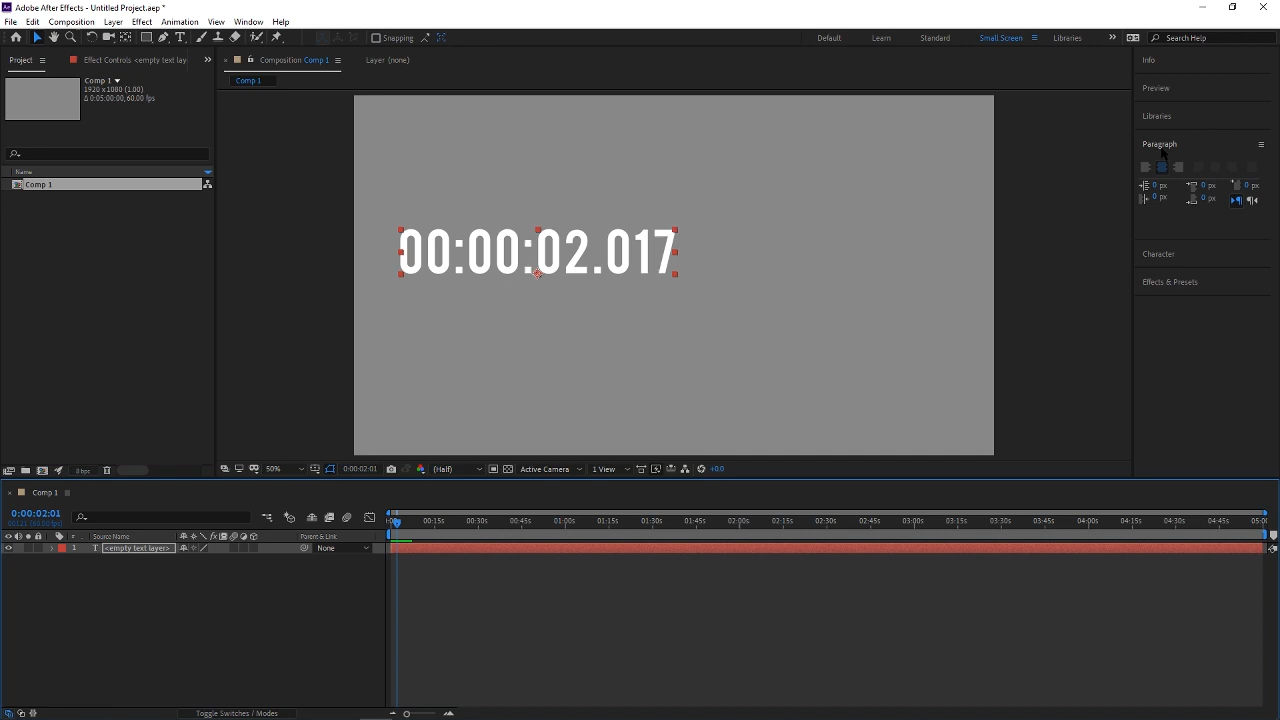 Adobe After Effects - Untitled Project.aep *
File Edit Composition Layer Effect Animation View Window Help
Snapping
Default Learn Standard Small Screen Libraries Search Help
Project Effect Controls <empty text lay
Composition Comp 1 Layer (none)
Comp 1
Comp 1
1920 x 1080 (1.00)
Δ 0:05:00:00, 60.00 fps
Name
Comp 1
00:00:02.017
Info
Preview
Libraries
Paragraph
0 px 0 px 0 px
0 px 0 px
Character
Effects & Presets
8 bpc
50% 0:00:02:01 (Half) Active Camera 1 View +0.0
Comp 1
0:00:02:01
00121 (60.00 fps)
00:15s 00:30s 00:45s 01:00s 01:15s 01:30s 01:45s 02:00s 02:15s 02:30s 02:45s 03:00s 03:15s 03:30s 03:45s 04:00s 04:15s 04:30s 04:45s 05:00
# Source Name Parent & Link
1 T <empty text layer> None
Toggle Switches / Modes